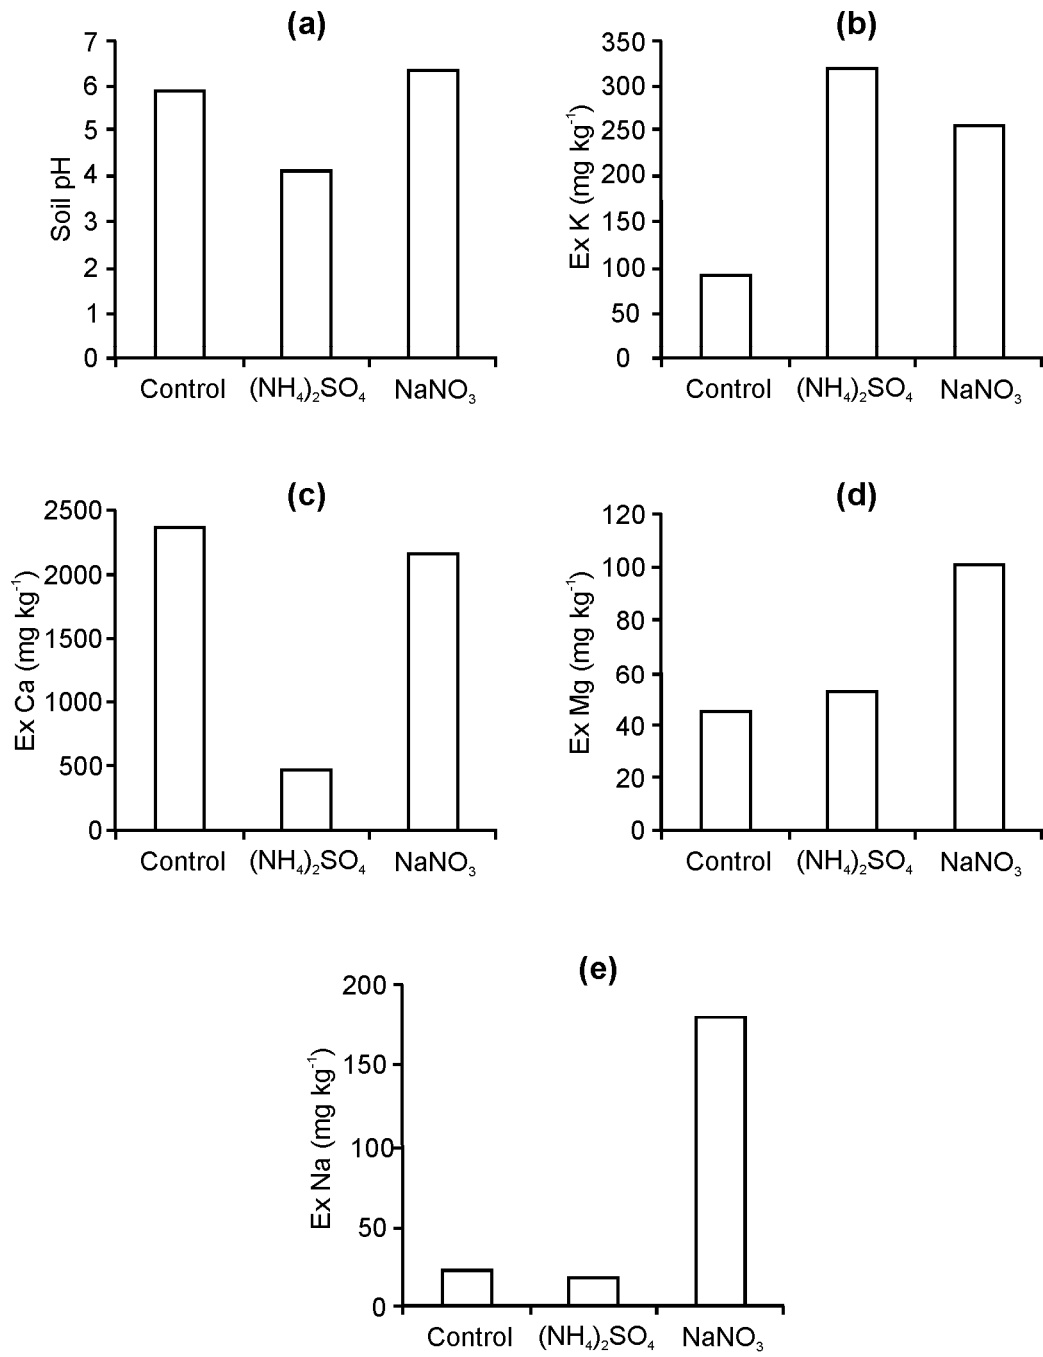 (a)
7
6
5
4
3
2
1
0
Soil pH
Control (NH₄)₂SO₄ NaNO₃
(b)
350
300
250
200
150
100
50
0
Ex K (mg kg⁻¹)
Control (NH₄)₂SO₄ NaNO₃
(c)
2500
2000
1500
1000
500
0
Ex Ca (mg kg⁻¹)
Control (NH₄)₂SO₄ NaNO₃
(d)
120
100
80
60
40
20
0
Ex Mg (mg kg⁻¹)
Control (NH₄)₂SO₄ NaNO₃
(e)
200
150
100
50
0
Ex Na (mg kg⁻¹)
Control (NH₄)₂SO₄ NaNO₃